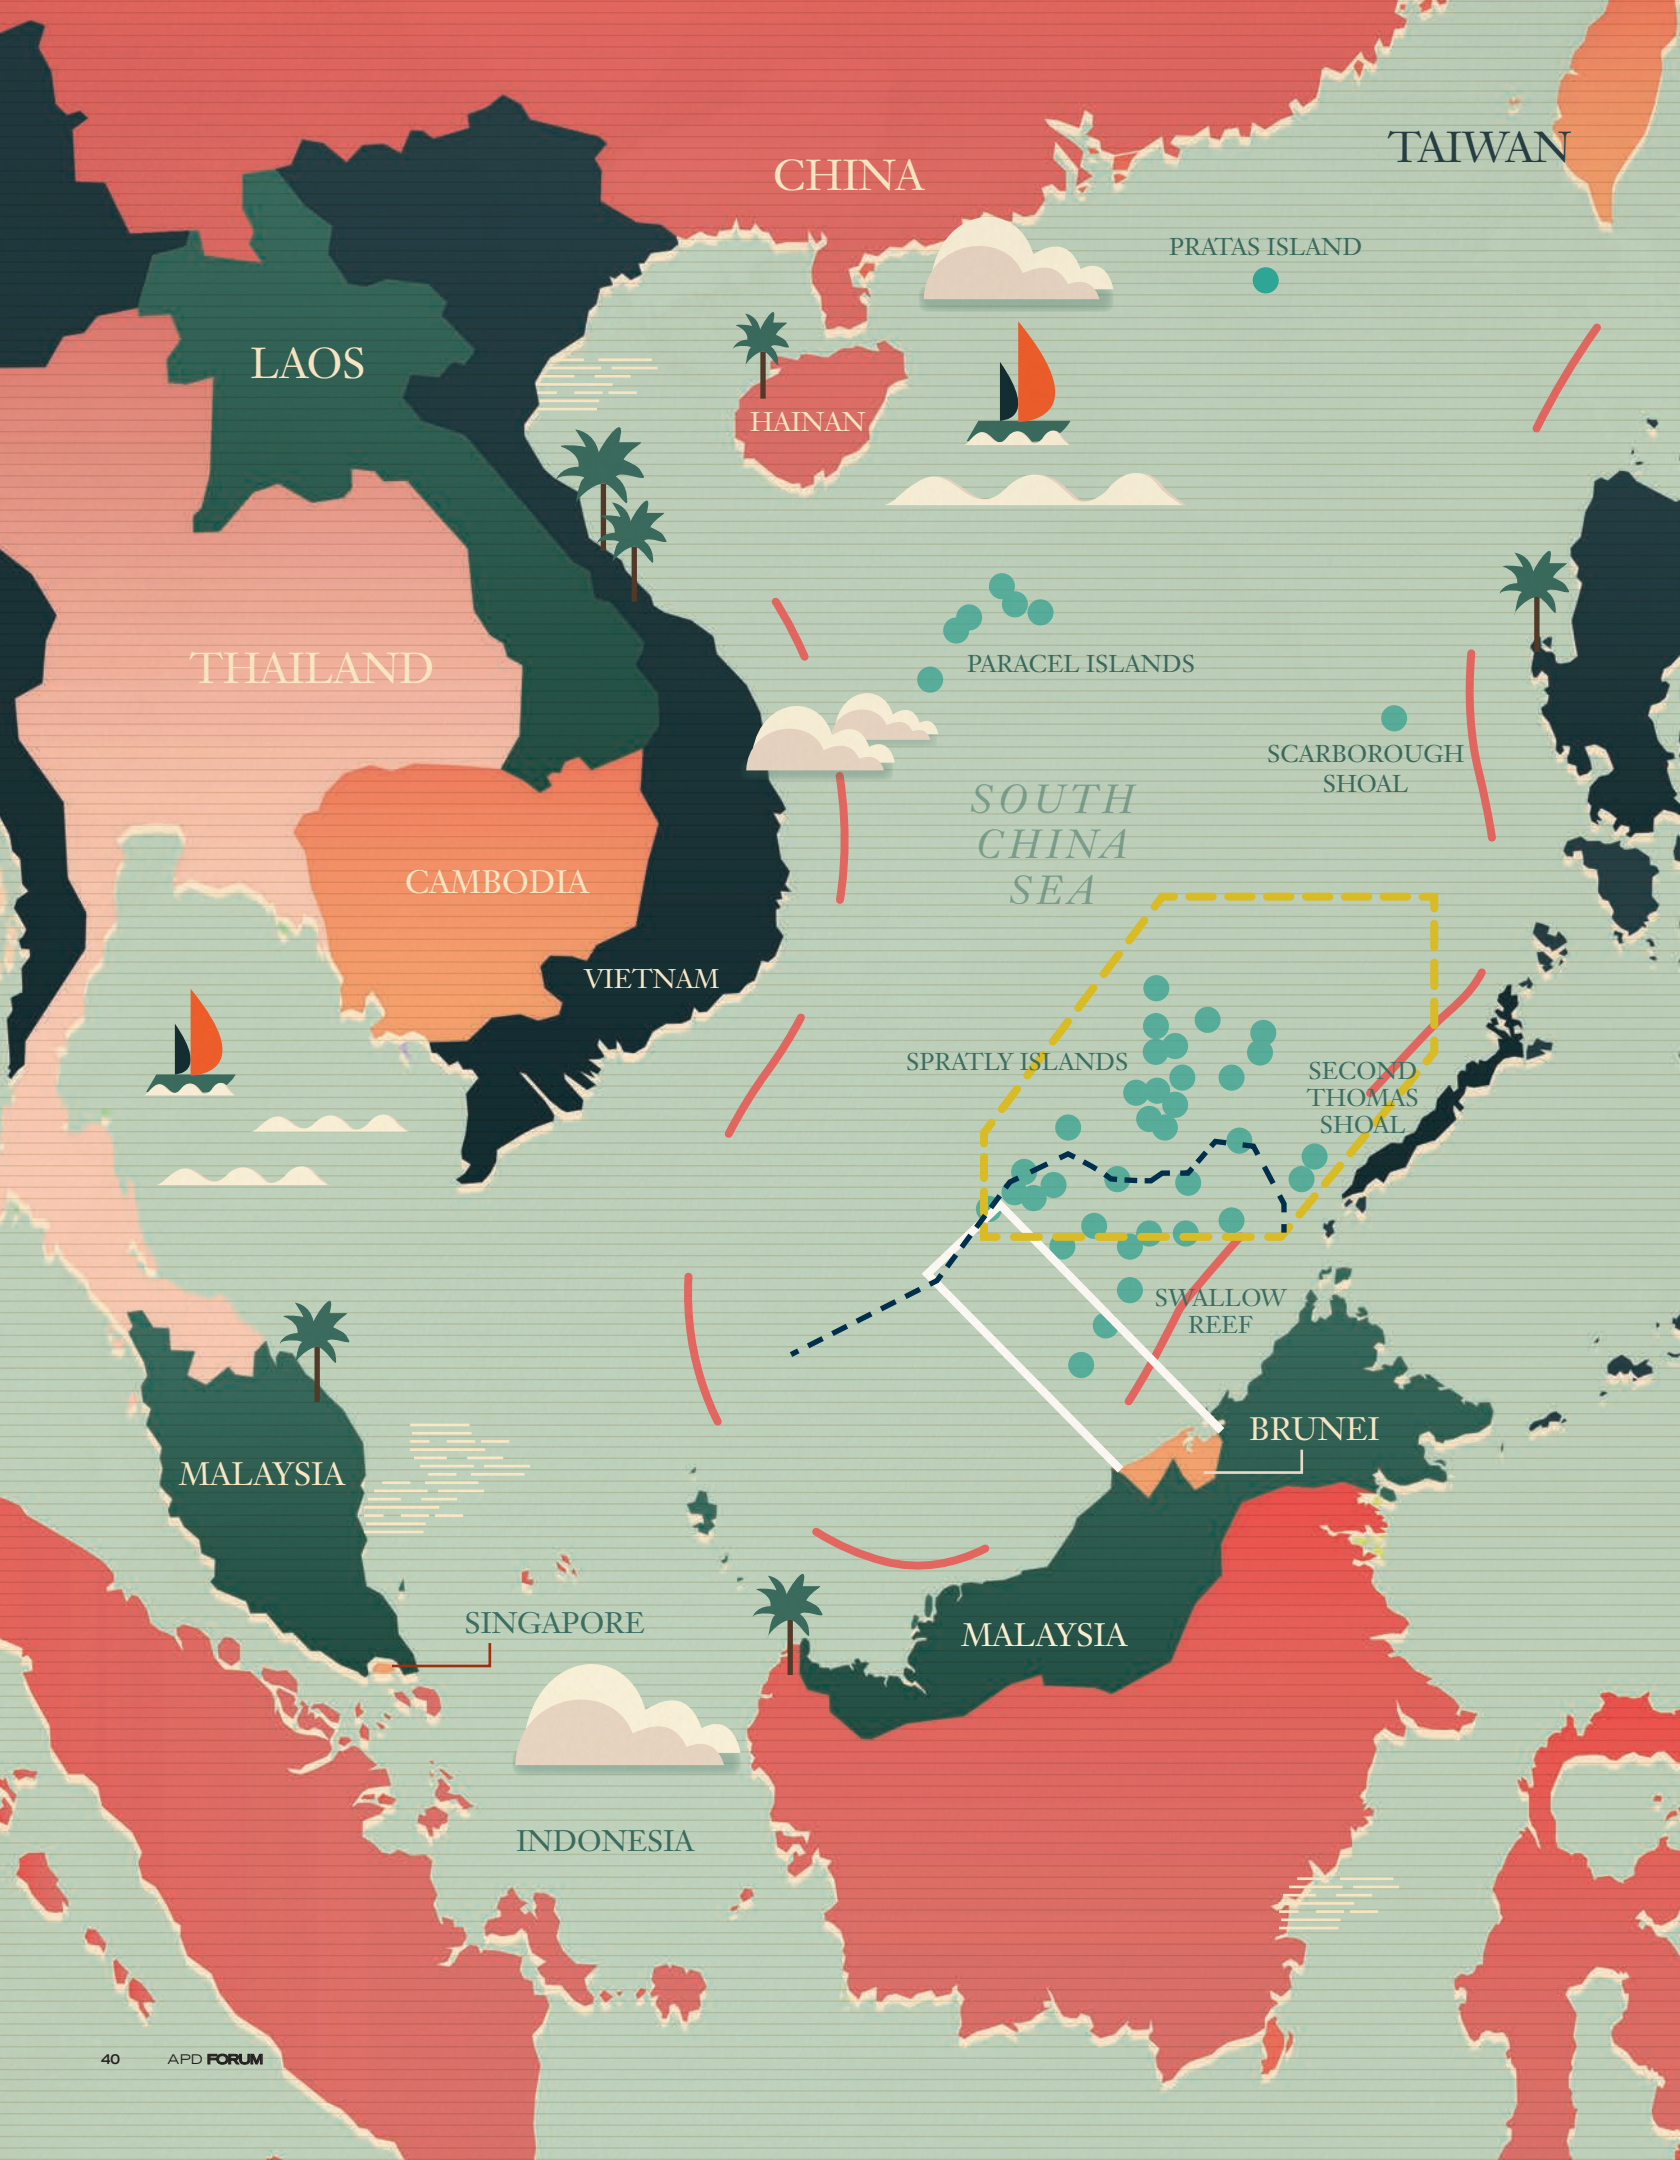 CHINA
TAIWAN
PRATAS ISLAND
LAOS
HAINAN
THAILAND
PARACEL ISLANDS
SCARBOROUGH
SHOAL
SOUTH
CHINA
SEA
CAMBODIA
VIETNAM
SPRATLY ISLANDS
SECOND
THOMAS
SHOAL
SWALLOW
REEF
BRUNEI
MALAYSIA
SINGAPORE
MALAYSIA
INDONESIA
40 APD FORUM